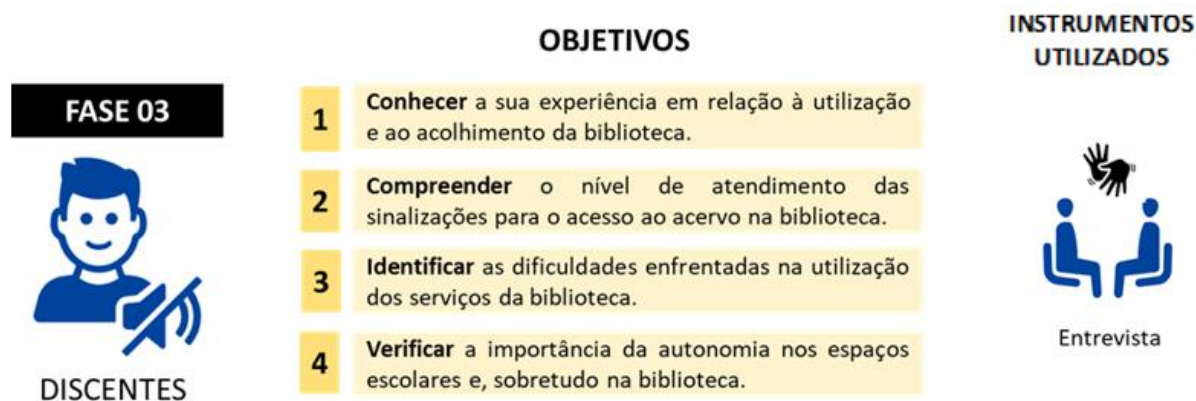 OBJETIVOS
INSTRUMENTOS
UTILIZADOS
FASE 03
DISCENTES
1
Conhecer a sua experiência em relação à utilização
e ao acolhimento da biblioteca.
2
Compreender o nível de atendimento das
sinalizações para o acesso ao acervo na biblioteca.
3
Identificar as dificuldades enfrentadas na utilização
dos serviços da biblioteca.
4
Verificar a importância da autonomia nos espaços
escolares e, sobretudo na biblioteca.
Entrevista